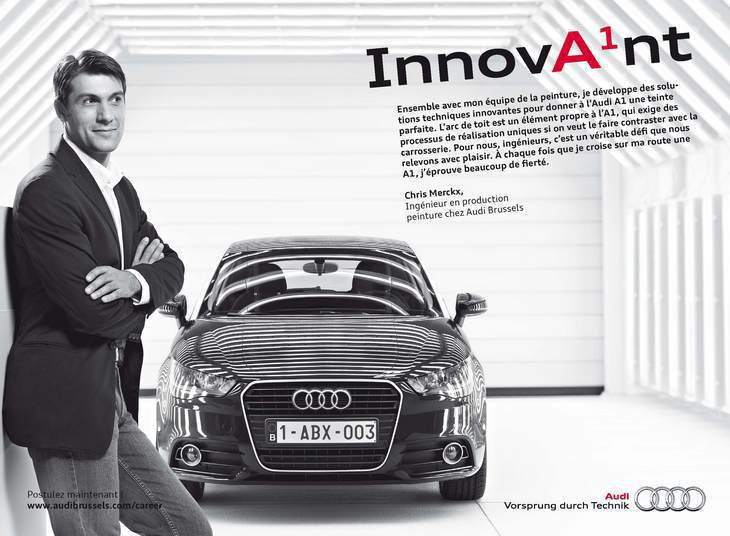 InnovA¹nt
Ensemble avec mon équipe de la peinture, je développe des solu-
tions techniques innovantes pour donner à l'Audi A1 une teinte
parfaite. L'arc de toit est un élément propre à l'A1, qui exige des
processus de réalisation uniques si on veut le faire contraster avec la
carrosserie. Pour nous, ingénieurs, c'est un véritable défi que nous
relevons avec plaisir. À chaque fois que je croise sur ma route une
A1, j'éprouve beaucoup de fierté.
Chris Merckx,
Ingénieur en production
peinture chez Audi Brussels
B 1-ABX-003
Postulez maintenant
www.audibrussels.com/career
Audi
Vorsprung durch Technik